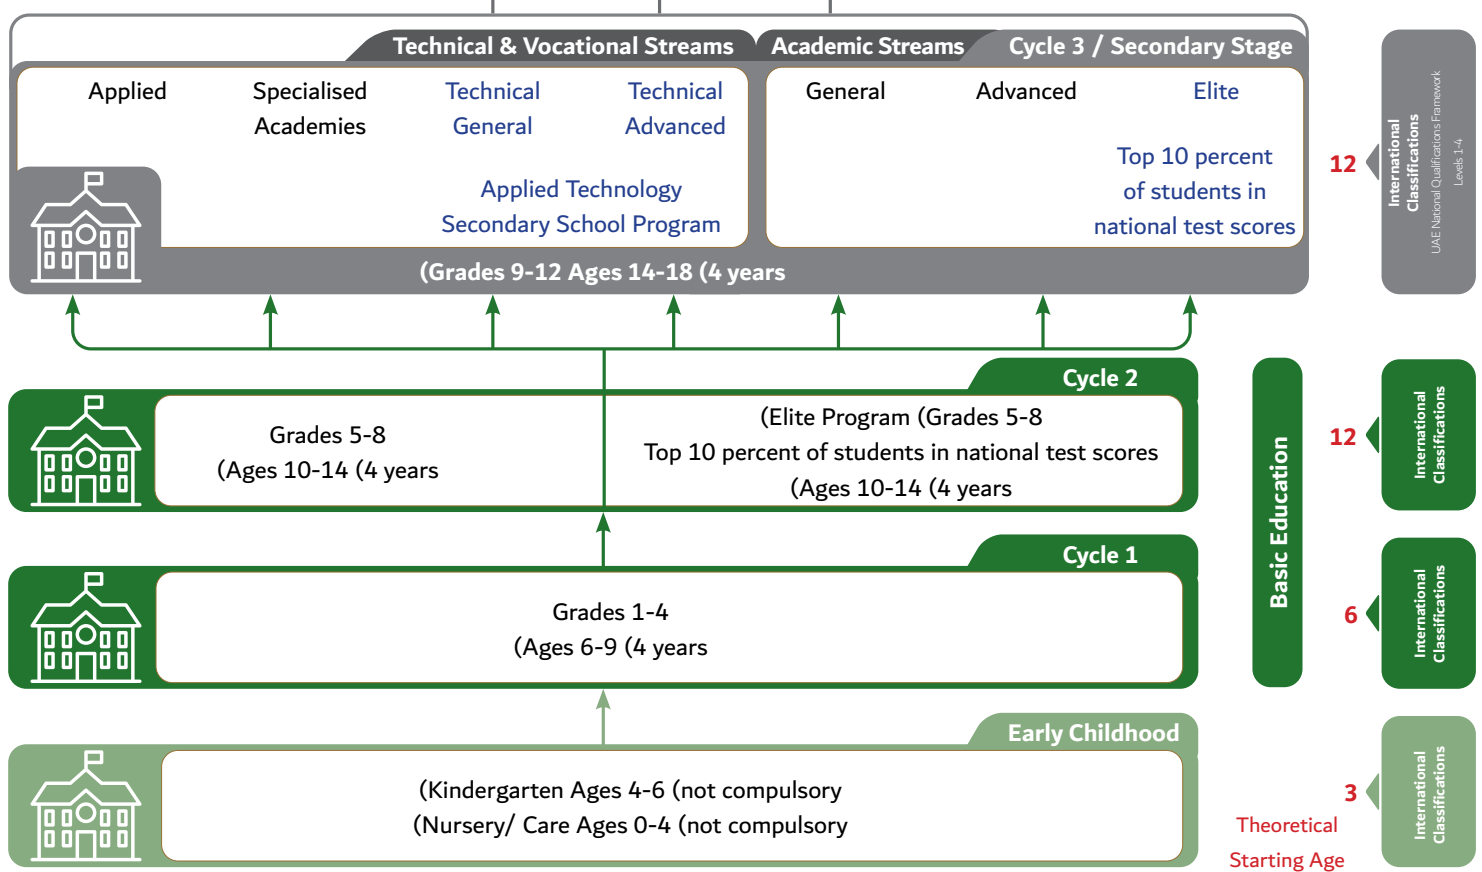 Technical & Vocational Streams
Academic Streams
Cycle 3 / Secondary Stage
Applied
Specialised
Academies
Technical
General
Technical
Advanced
Applied Technology
Secondary School Program
General
Advanced
Elite
Top 10 percent
of students in
national test scores
(Grades 9-12 Ages 14-18 (4 years
12
International
Classifications
UAE National Qualifications Framework
Levels 1-4
Cycle 2
Grades 5-8
(Ages 10-14 (4 years
(Elite Program (Grades 5-8
Top 10 percent of students in national test scores
(Ages 10-14 (4 years
12
International
Classifications
Basic Education
Cycle 1
Grades 1-4
(Ages 6-9 (4 years
6
International
Classifications
Early Childhood
(Kindergarten Ages 4-6 (not compulsory
(Nursery/ Care Ages 0-4 (not compulsory
3
Theoretical
Starting Age
International
Classifications